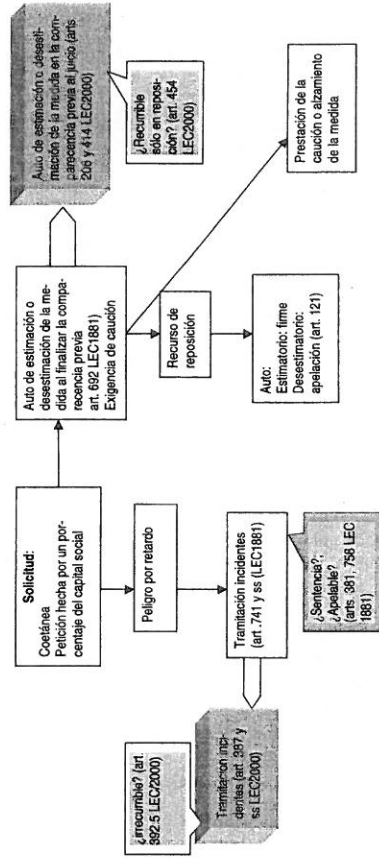 Solicitud:
Coetánea
Petición hecha por un por-
centaje del capital social
Auto de estimación o
desestimación de la me-
dida al finalizar la compa-
recencia previa
art. 692 LEC1881)
Exigencia de caución
Auto de estimación o desesti-
mación de la medida en la com-
parecencia previa al juicio (arts.
206 y 414 LEC2000)
¿Recurrible
sólo en reposi-
ción? (art. 454
LEC2000)
Peligro por retardo
Recurso de
reposición
Prestación de la
caución o alzamiento
de la medida
Tramitación incidentes
(art .741 y ss (LEC1881)
Auto:
Estimatorio: firme
Desestimatorio:
apelación (art. 121)
¿Irrecurrible? (art.
392.5 LEC/2000)
Tramitación inci-
dentes (art. 387 y
ss LEC2000)
¿Sentencia?,
¿Apelable?
(arts. 381, 758 LEC
1881)